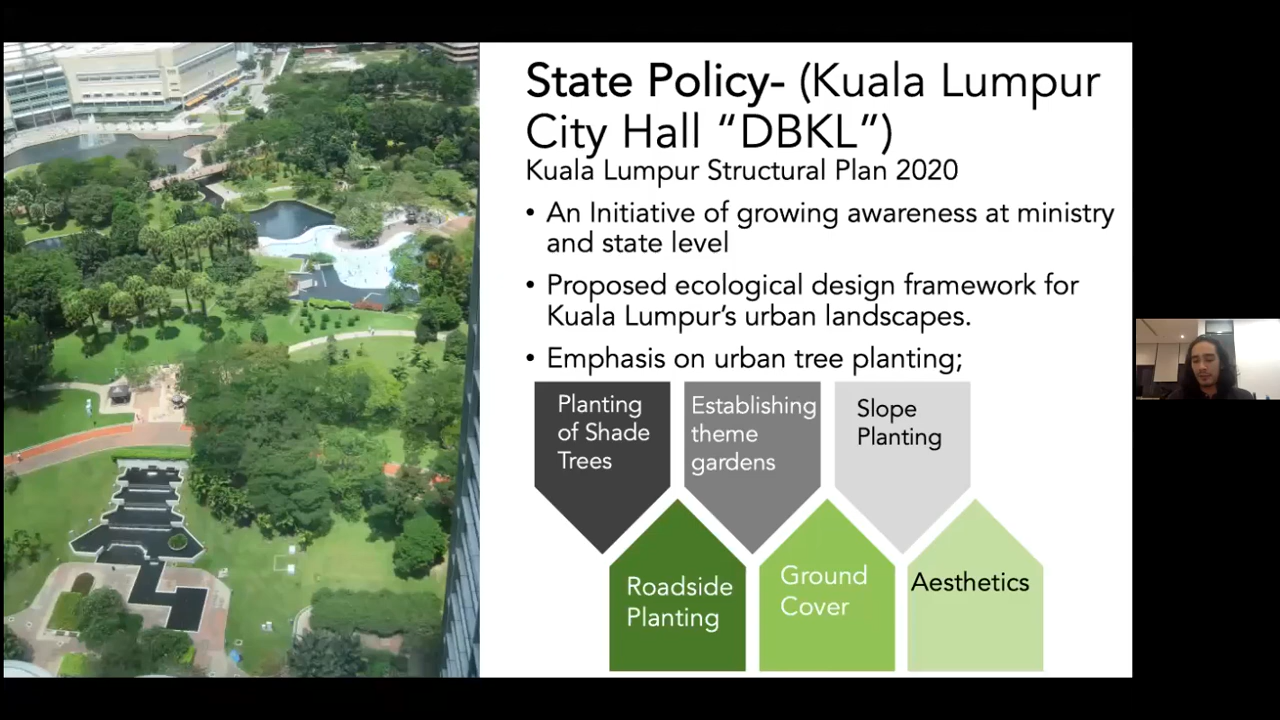 State Policy- (Kuala Lumpur
City Hall “DBKL”)
Kuala Lumpur Structural Plan 2020
• An Initiative of growing awareness at ministry
and state level
• Proposed ecological design framework for
Kuala Lumpur’s urban landscapes.
• Emphasis on urban tree planting;
Planting
of Shade
Trees
Establishing
theme
gardens
Slope
Planting
Roadside
Planting
Ground
Cover
Aesthetics